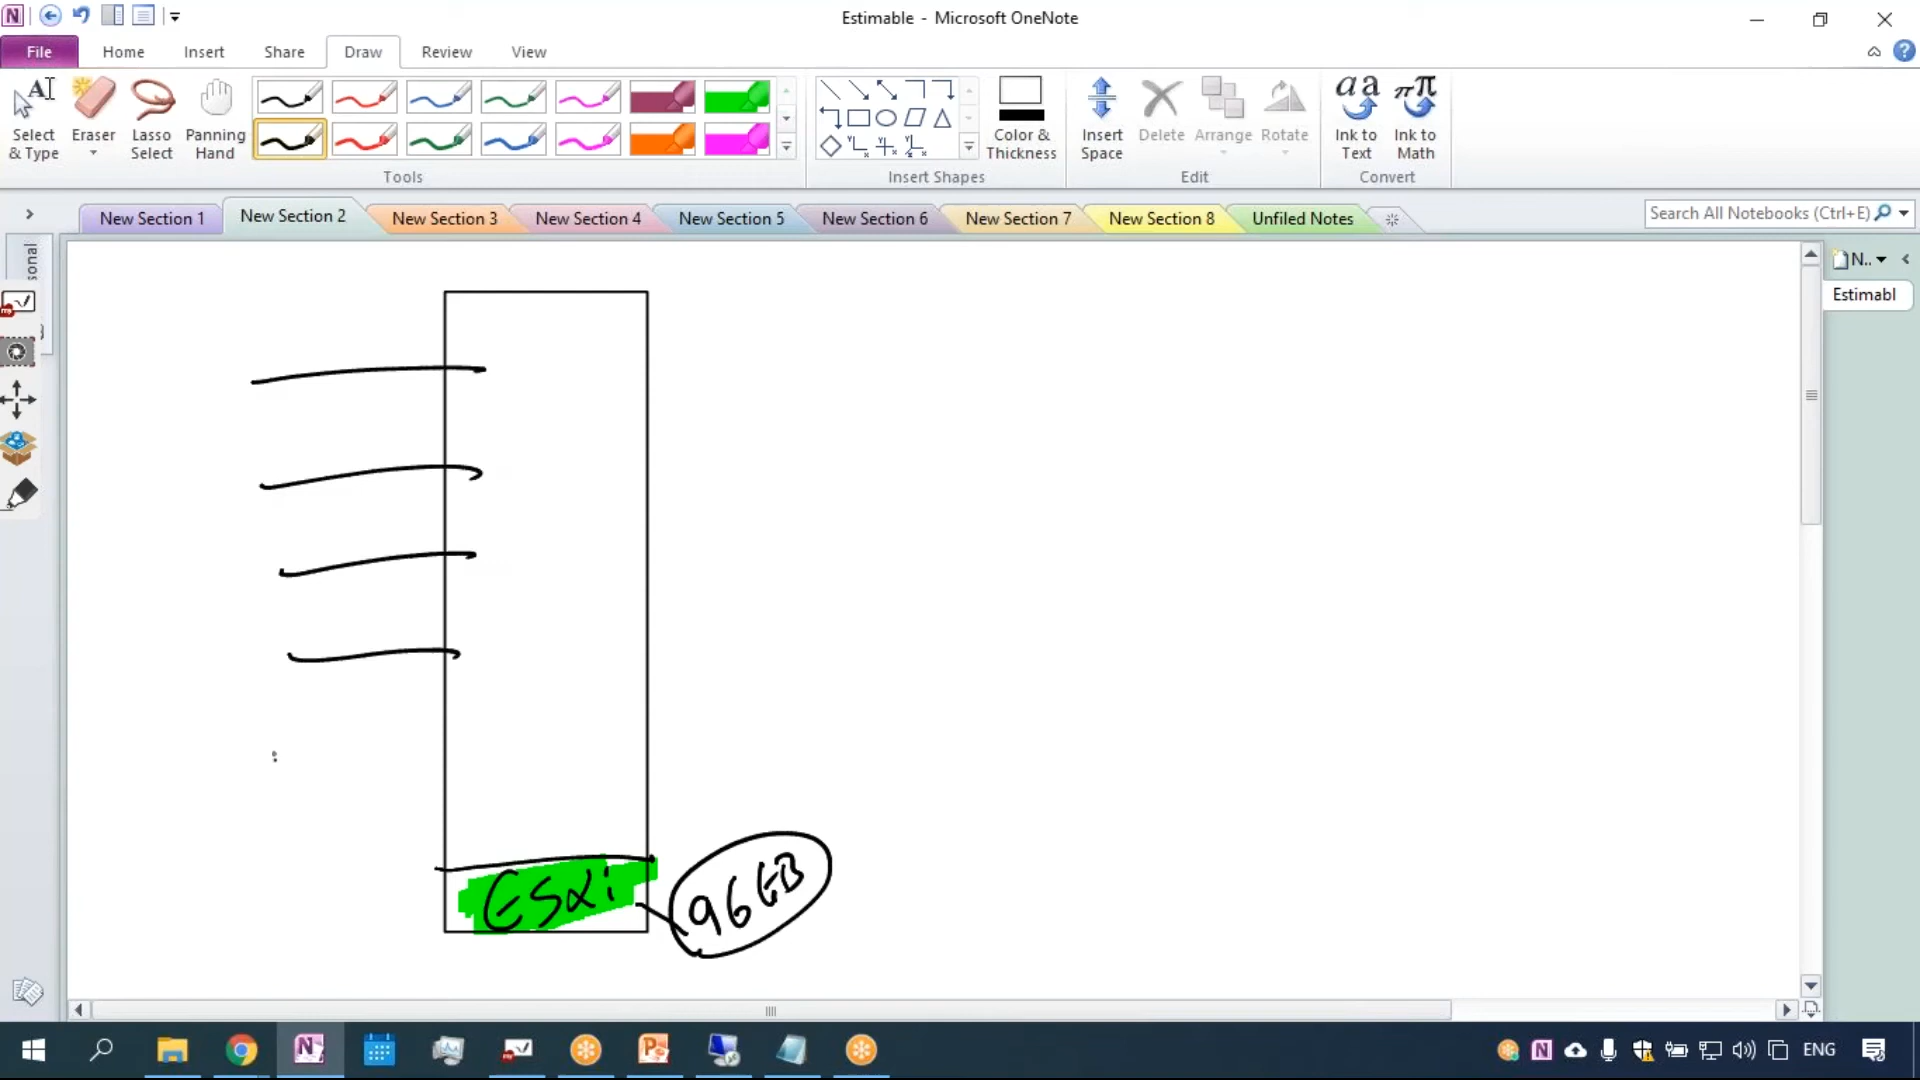 Estimable - Microsoft OneNote
File Home Insert Share Draw Review View
Select & Type
Eraser
Lasso Select
Panning Hand
Color & Thickness
Insert Space
Delete
Arrange
Rotate
Ink to Text
Ink to Math
Tools
Insert Shapes
Edit
Convert
New Section 1 New Section 2 New Section 3 New Section 4 New Section 5 New Section 6 New Section 7 New Section 8 Unfiled Notes
Search All Notebooks (Ctrl+E)
sonal
N..
Estimabl
ESXi
96 GB
ENG